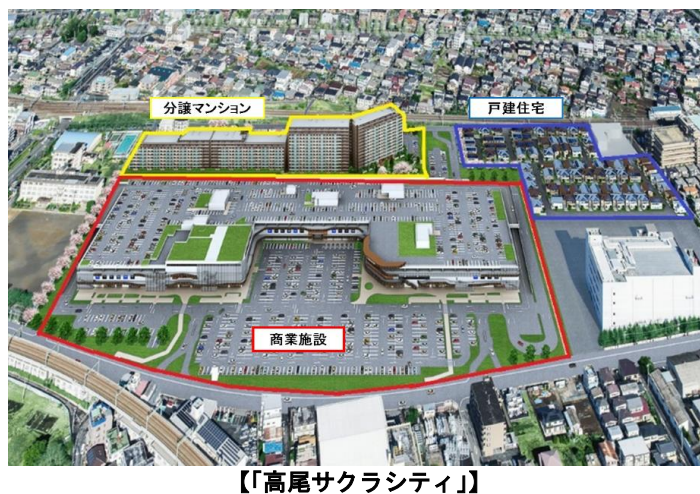 分譲マンション
戸建住宅
商業施設
【「高尾サクラシティ」】